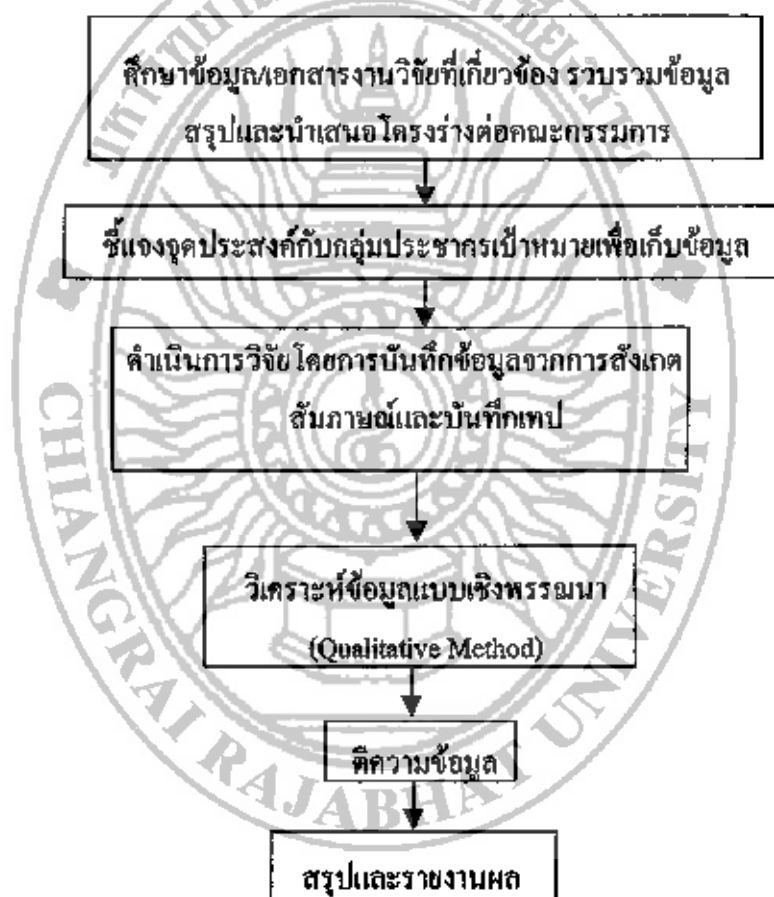 ศึกษาข้อมูล/เอกสารงานวิจัยที่เกี่ยวข้อง รวบรวมข้อมูล
สรุปและนำเสนอโครงร่างต่อคณะกรรมการ
ชี้แจงจุดประสงค์กับกลุ่มประชากรเป้าหมายเพื่อเก็บข้อมูล
ดำเนินการวิจัยโดยการบันทึกข้อมูลจากการสังเกต
สัมภาษณ์และบันทึกเทป
วิเคราะห์ข้อมูลแบบเชิงพรรณนา
(Qualitative Method)
ตีความข้อมูล
สรุปและรายงานผล
CHIANGRAI RAJABHAT UNIVERSITY